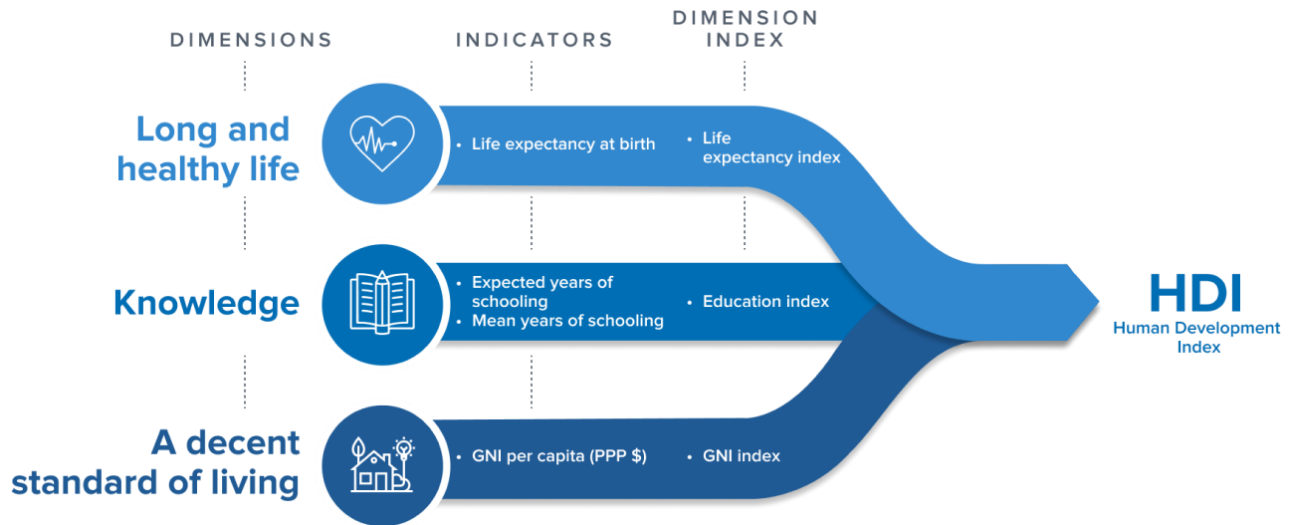 DIMENSIONS
INDICATORS
DIMENSION
INDEX
Long and
healthy life
• Life expectancy at birth
• Life
expectancy index
Knowledge
• Expected years of
schooling
• Mean years of schooling
• Education index
HDI
Human Development
Index
A decent
standard of living
• GNI per capita (PPP $)
• GNI index